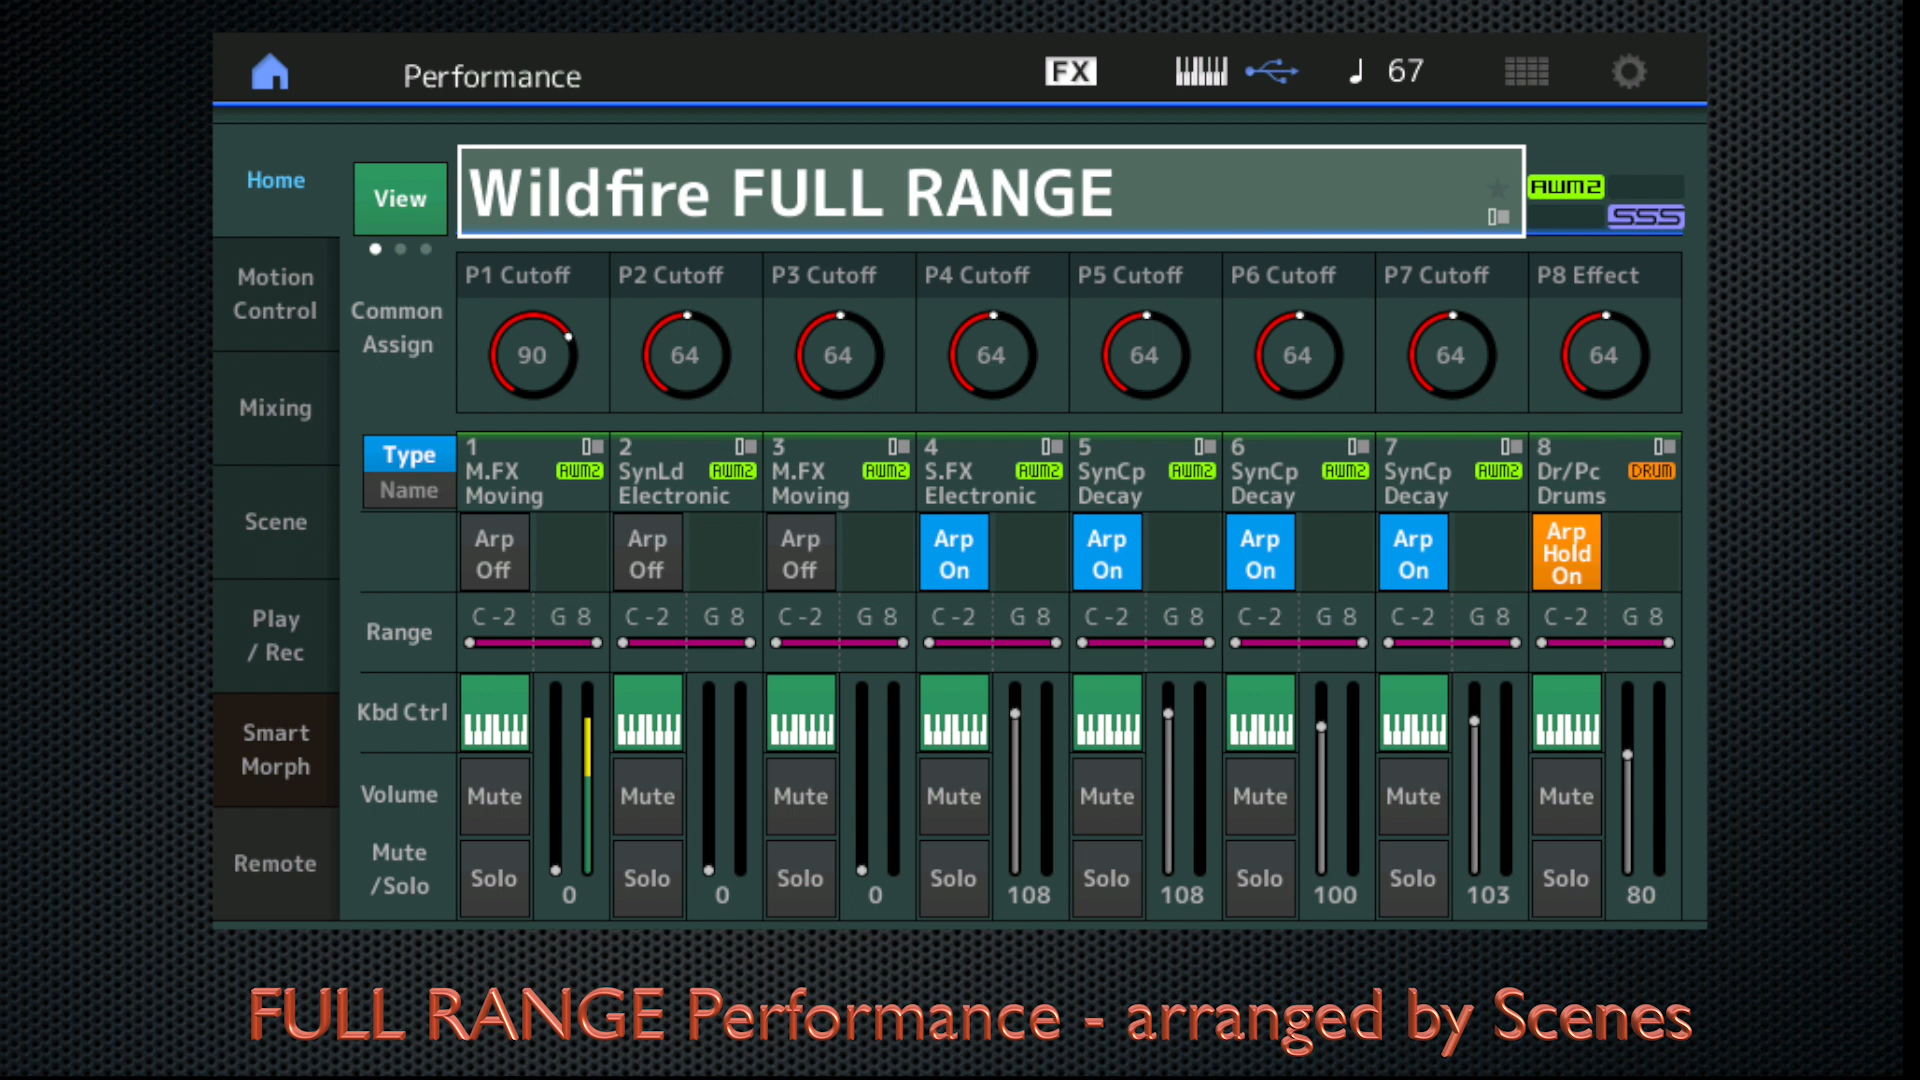 Performance
FX
67
Home
View
Wildfire FULL RANGE
AWM2
SSS
P1 Cutoff P2 Cutoff P3 Cutoff P4 Cutoff P5 Cutoff P6 Cutoff P7 Cutoff P8 Effect
Motion
Control
Common
Assign
90 64 64 64 64 64 64 64
Mixing
Type
Name
1 2 3 4 5 6 7 8
M.FX AWM2 SynLd AWM2 M.FX AWM2 S.FX AWM2 SynCp AWM2 SynCp AWM2 SynCp AWM2 Dr/Pc DRUM
Moving Electronic Moving Electronic Decay Decay Decay Drums
Scene
Arp Off
Arp Off
Arp Off
Arp On
Arp On
Arp On
Arp On
Arp Hold On
Play
/ Rec
Range
C -2 G 8 C -2 G 8 C -2 G 8 C -2 G 8 C -2 G 8 C -2 G 8 C -2 G 8 C -2 G 8
Kbd Ctrl
Smart
Morph
Volume
Mute Mute Mute Mute Mute Mute Mute Mute
Remote
Mute
/Solo
Solo Solo Solo Solo Solo Solo Solo Solo
0 0 0 108 108 100 103 80
FULL RANGE Performance - arranged by Scenes